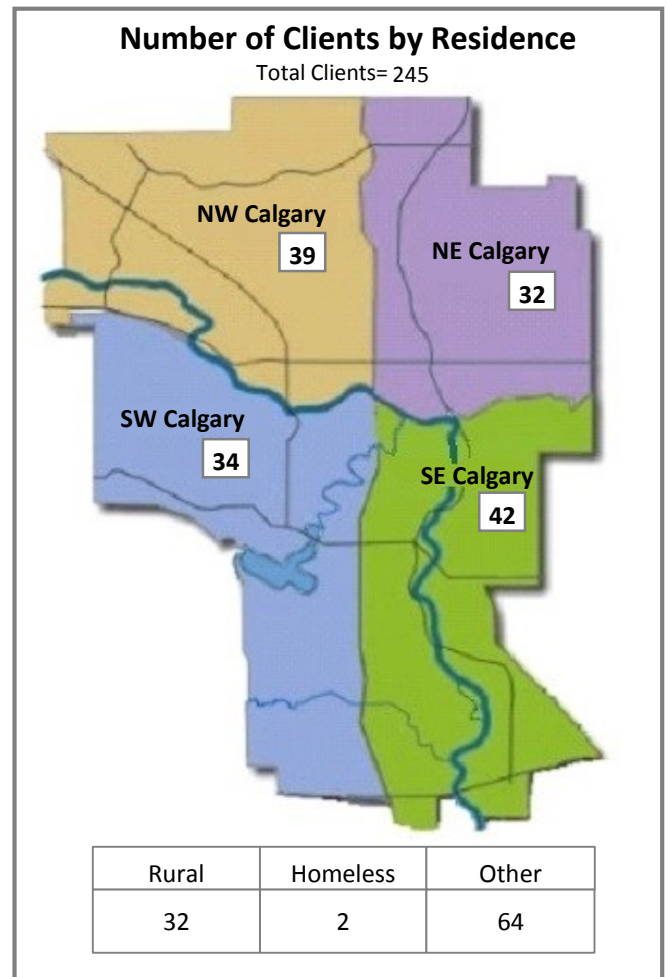 Number of Clients by Residence
Total Clients= 245
NW Calgary
39
NE Calgary
32
SW Calgary
34
SE Calgary
42
Rural Homeless Other
32 2 64